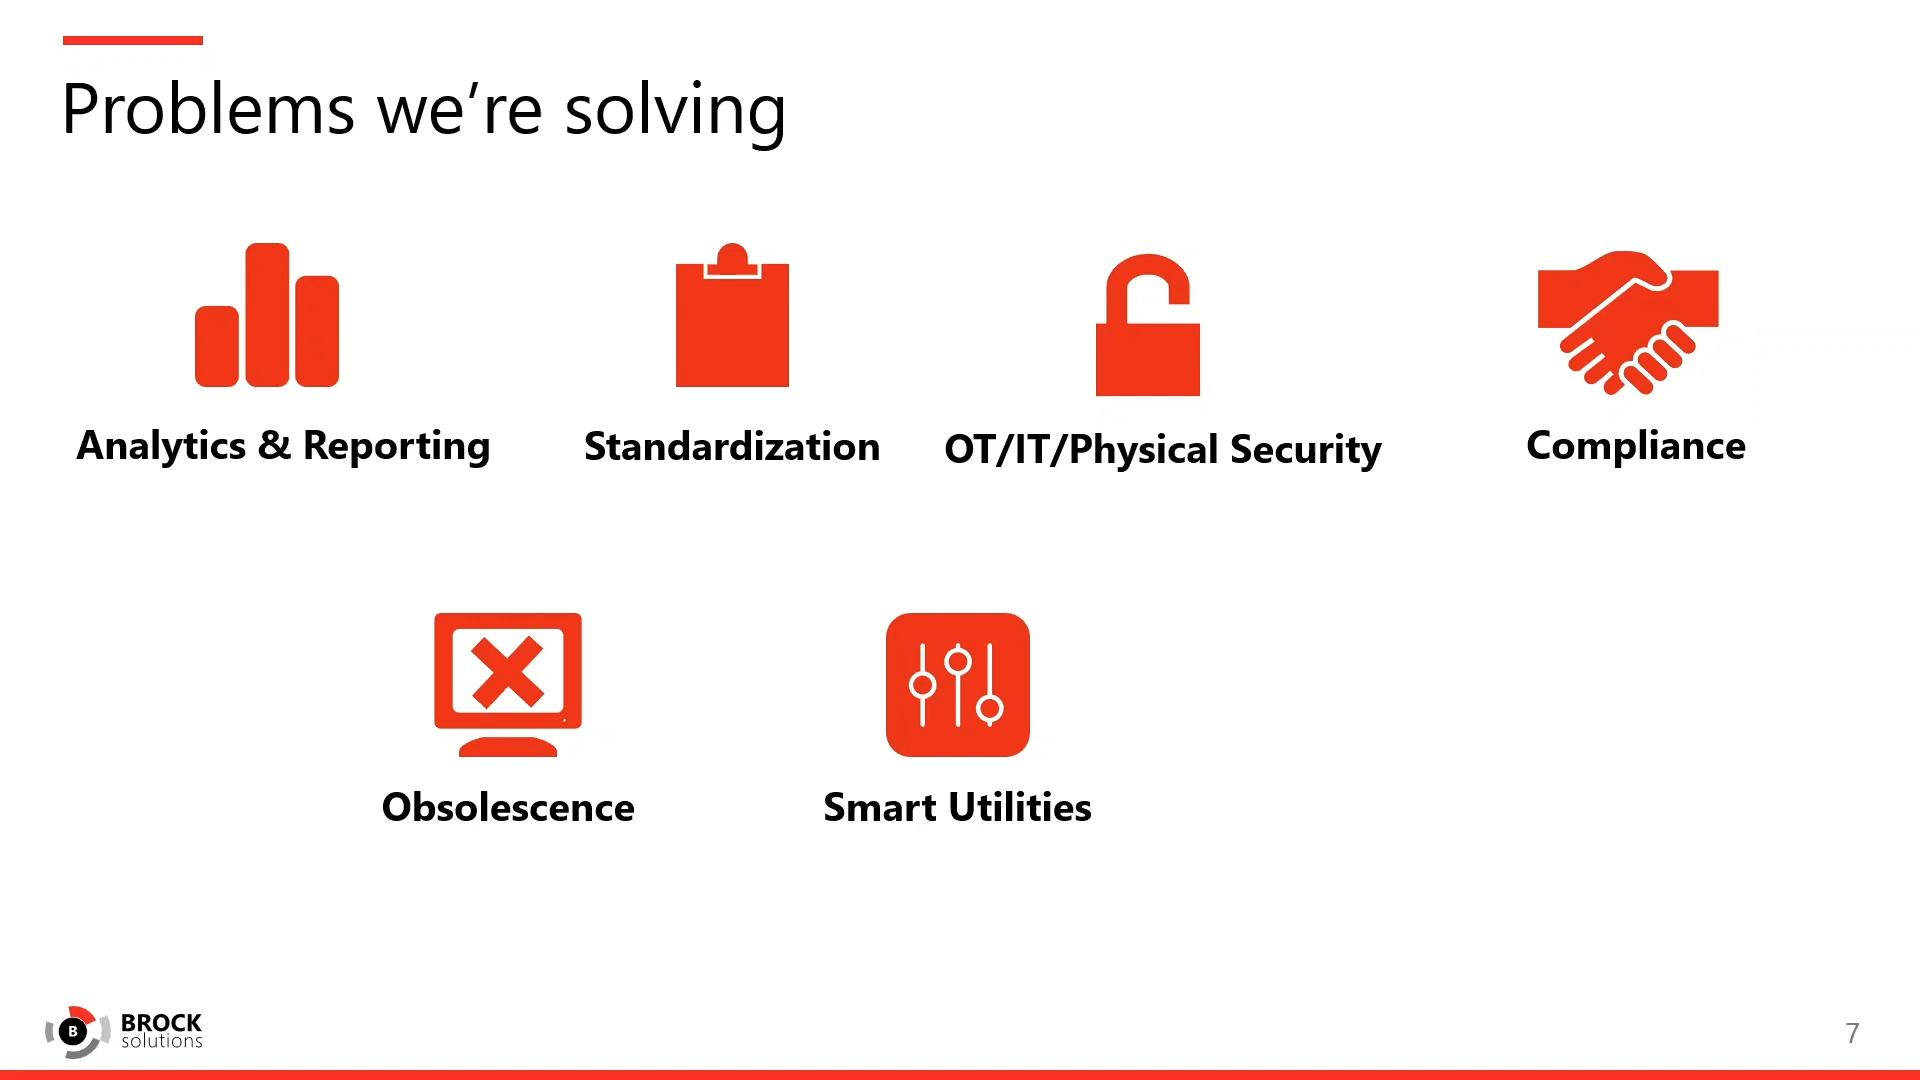 Problems we’re solving
Analytics & Reporting
Standardization
OT/IT/Physical Security
Compliance
Obsolescence
Smart Utilities
B
BROCK
solutions
7